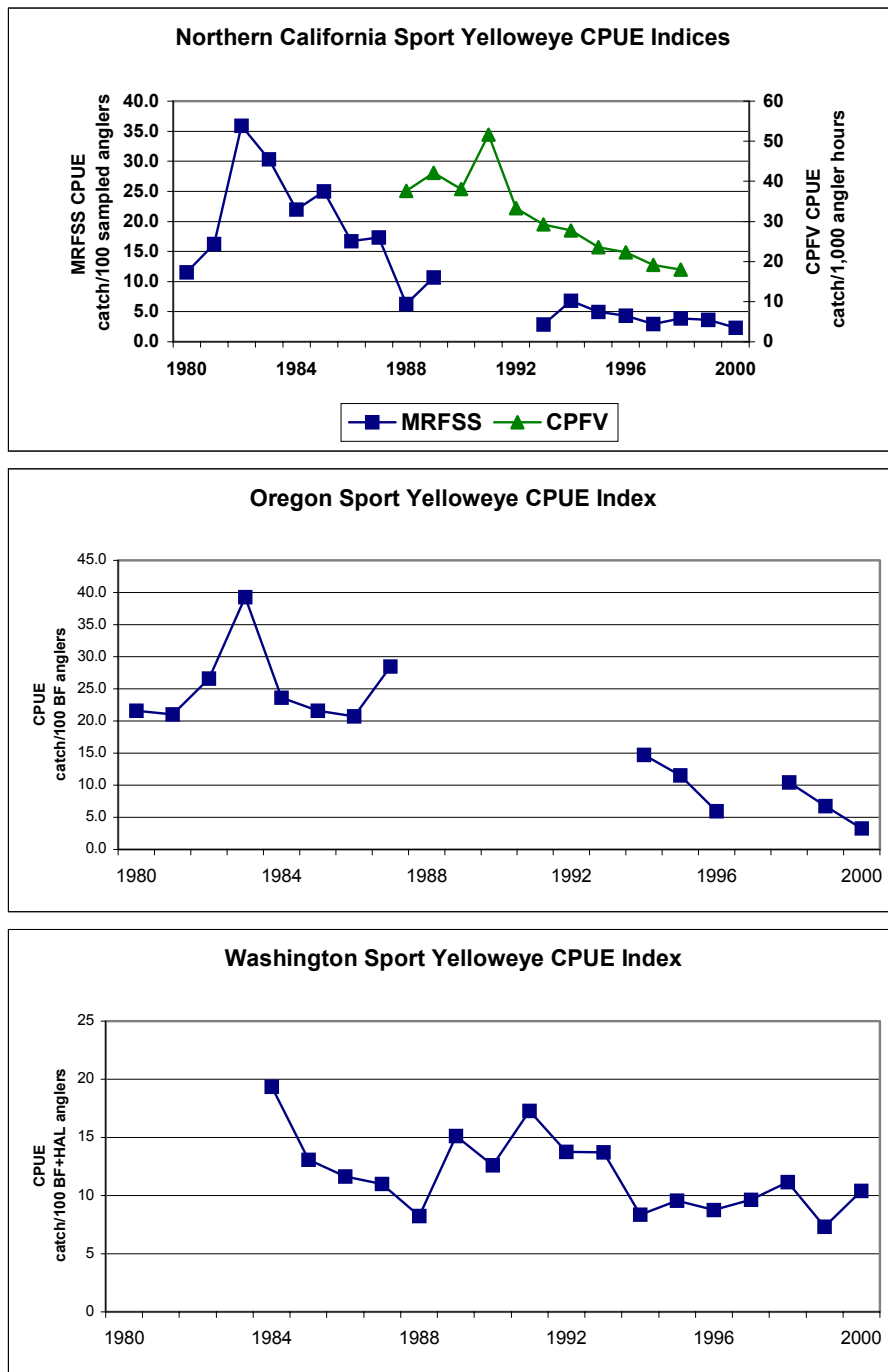 Northern California Sport Yelloweye CPUE Indices
MRFSS CPUE
catch/100 sampled anglers
40.0
35.0
30.0
25.0
20.0
15.0
10.0
5.0
0.0
60
50
40
30
20
10
0
CPFV CPUE
catch/1,000 angler hours
1980 1984 1988 1992 1996 2000
MRFSS CPFV
Oregon Sport Yelloweye CPUE Index
CPUE
catch/100 BF anglers
45.0
40.0
35.0
30.0
25.0
20.0
15.0
10.0
5.0
0.0
1980 1984 1988 1992 1996 2000
Washington Sport Yelloweye CPUE Index
CPUE
catch/100 BF+HAL anglers
25
20
15
10
5
0
1980 1984 1988 1992 1996 2000